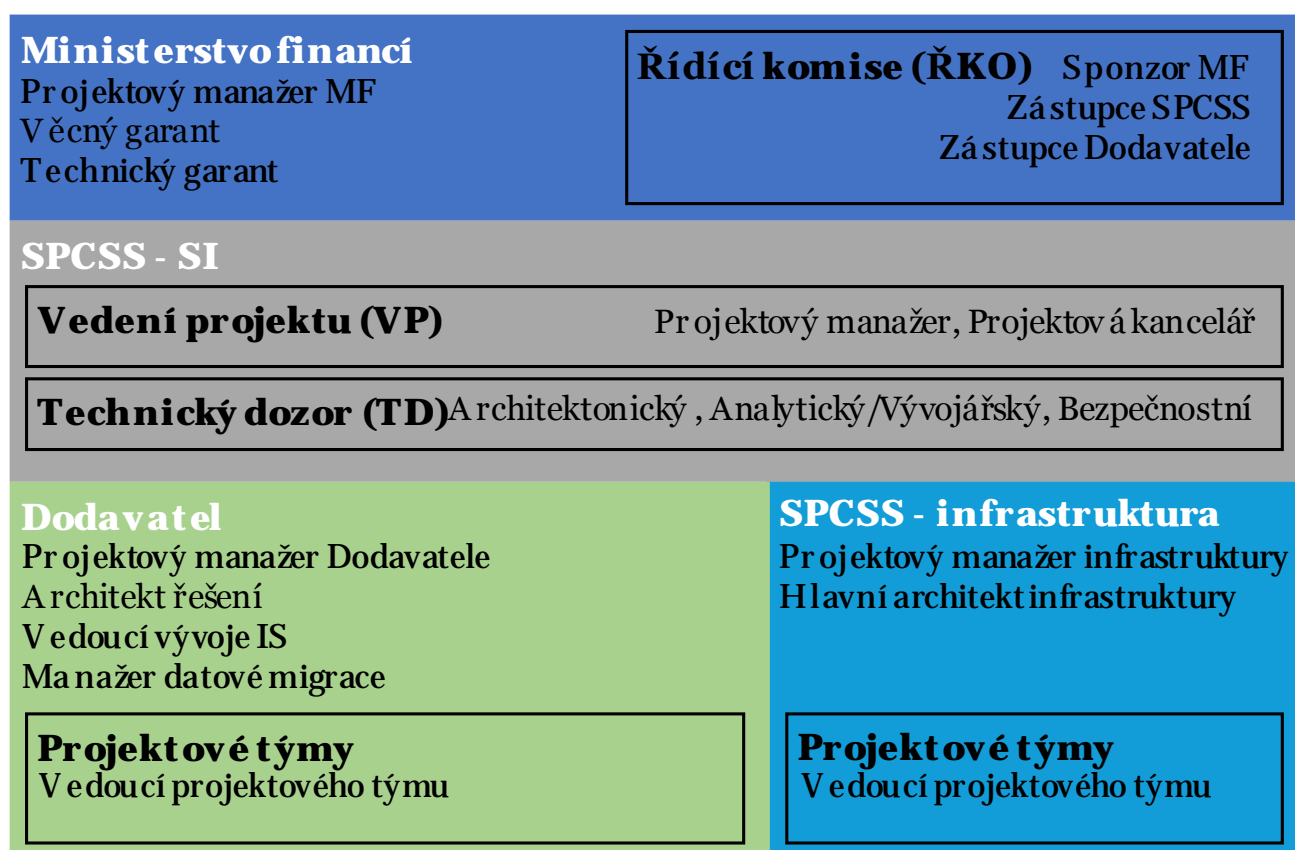 Ministerstvo financí
Projektový manažer MF
Věcný garant
Technický garant
Řídící komise (ŘKO) Sponzor MF
Zástupce SPCSS
Zástupce Dodavatele
SPCSS - SI
Vedení projektu (VP) Projektový manažer, Projektová kancelář
Technický dozor (TD) Architektonický , Analytický/Vývojářský, Bezpečnostní
Dodavatel
Projektový manažer Dodavatele
Architekt řešení
Vedoucí vývoje IS
Manažer datové migrace
Projektové týmy
Vedoucí projektového týmu
SPCSS - infrastruktura
Projektový manažer infrastruktury
Hlavní architekt infrastruktury
Projektové týmy
Vedoucí projektového týmu